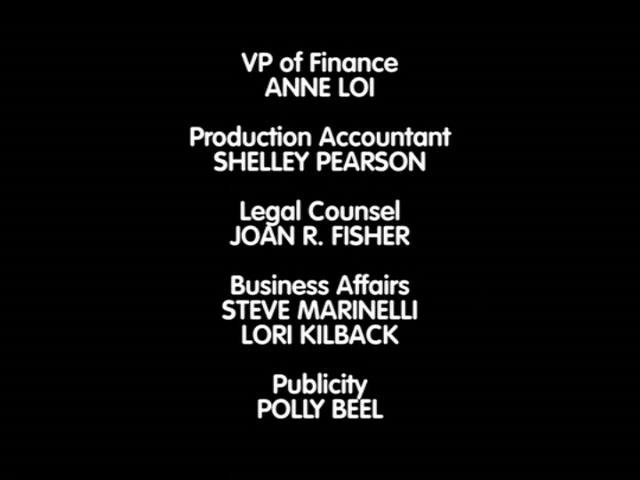 VP of Finance
ANNE LOI
Production Accountant
SHELLEY PEARSON
Legal Counsel
JOAN R. FISHER
Business Affairs
STEVE MARINELLI
LORI KILBACK
Publicity
POLLY BEEL